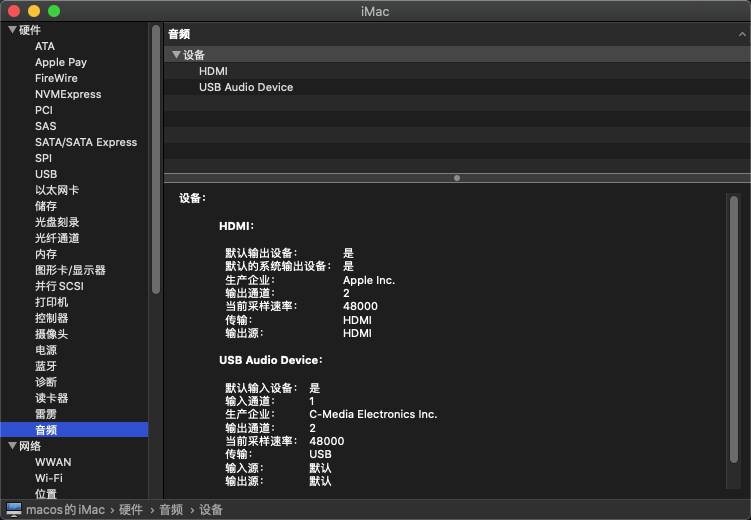 iMac
硬件
ATA
Apple Pay
FireWire
NVMExpress
PCI
SAS
SATA/SATA Express
SPI
USB
以太网卡
储存
光盘刻录
光纤通道
内存
图形卡/显示器
并行SCSI
打印机
控制器
摄像头
电源
蓝牙
诊断
读卡器
雷雳
音频
网络
WWAN
Wi-Fi
位置
音频
设备
HDMI
USB Audio Device
设备：
HDMI：
默认输出设备： 是
默认的系统输出设备： 是
生产企业： Apple Inc.
输出通道： 2
当前采样速率： 48000
传输： HDMI
输出源： HDMI
USB Audio Device：
默认输入设备： 是
输入通道： 1
生产企业： C-Media Electronics Inc.
输出通道： 2
当前采样速率： 48000
传输： USB
输入源： 默认
输出源： 默认
macos的iMac › 硬件 › 音频 › 设备